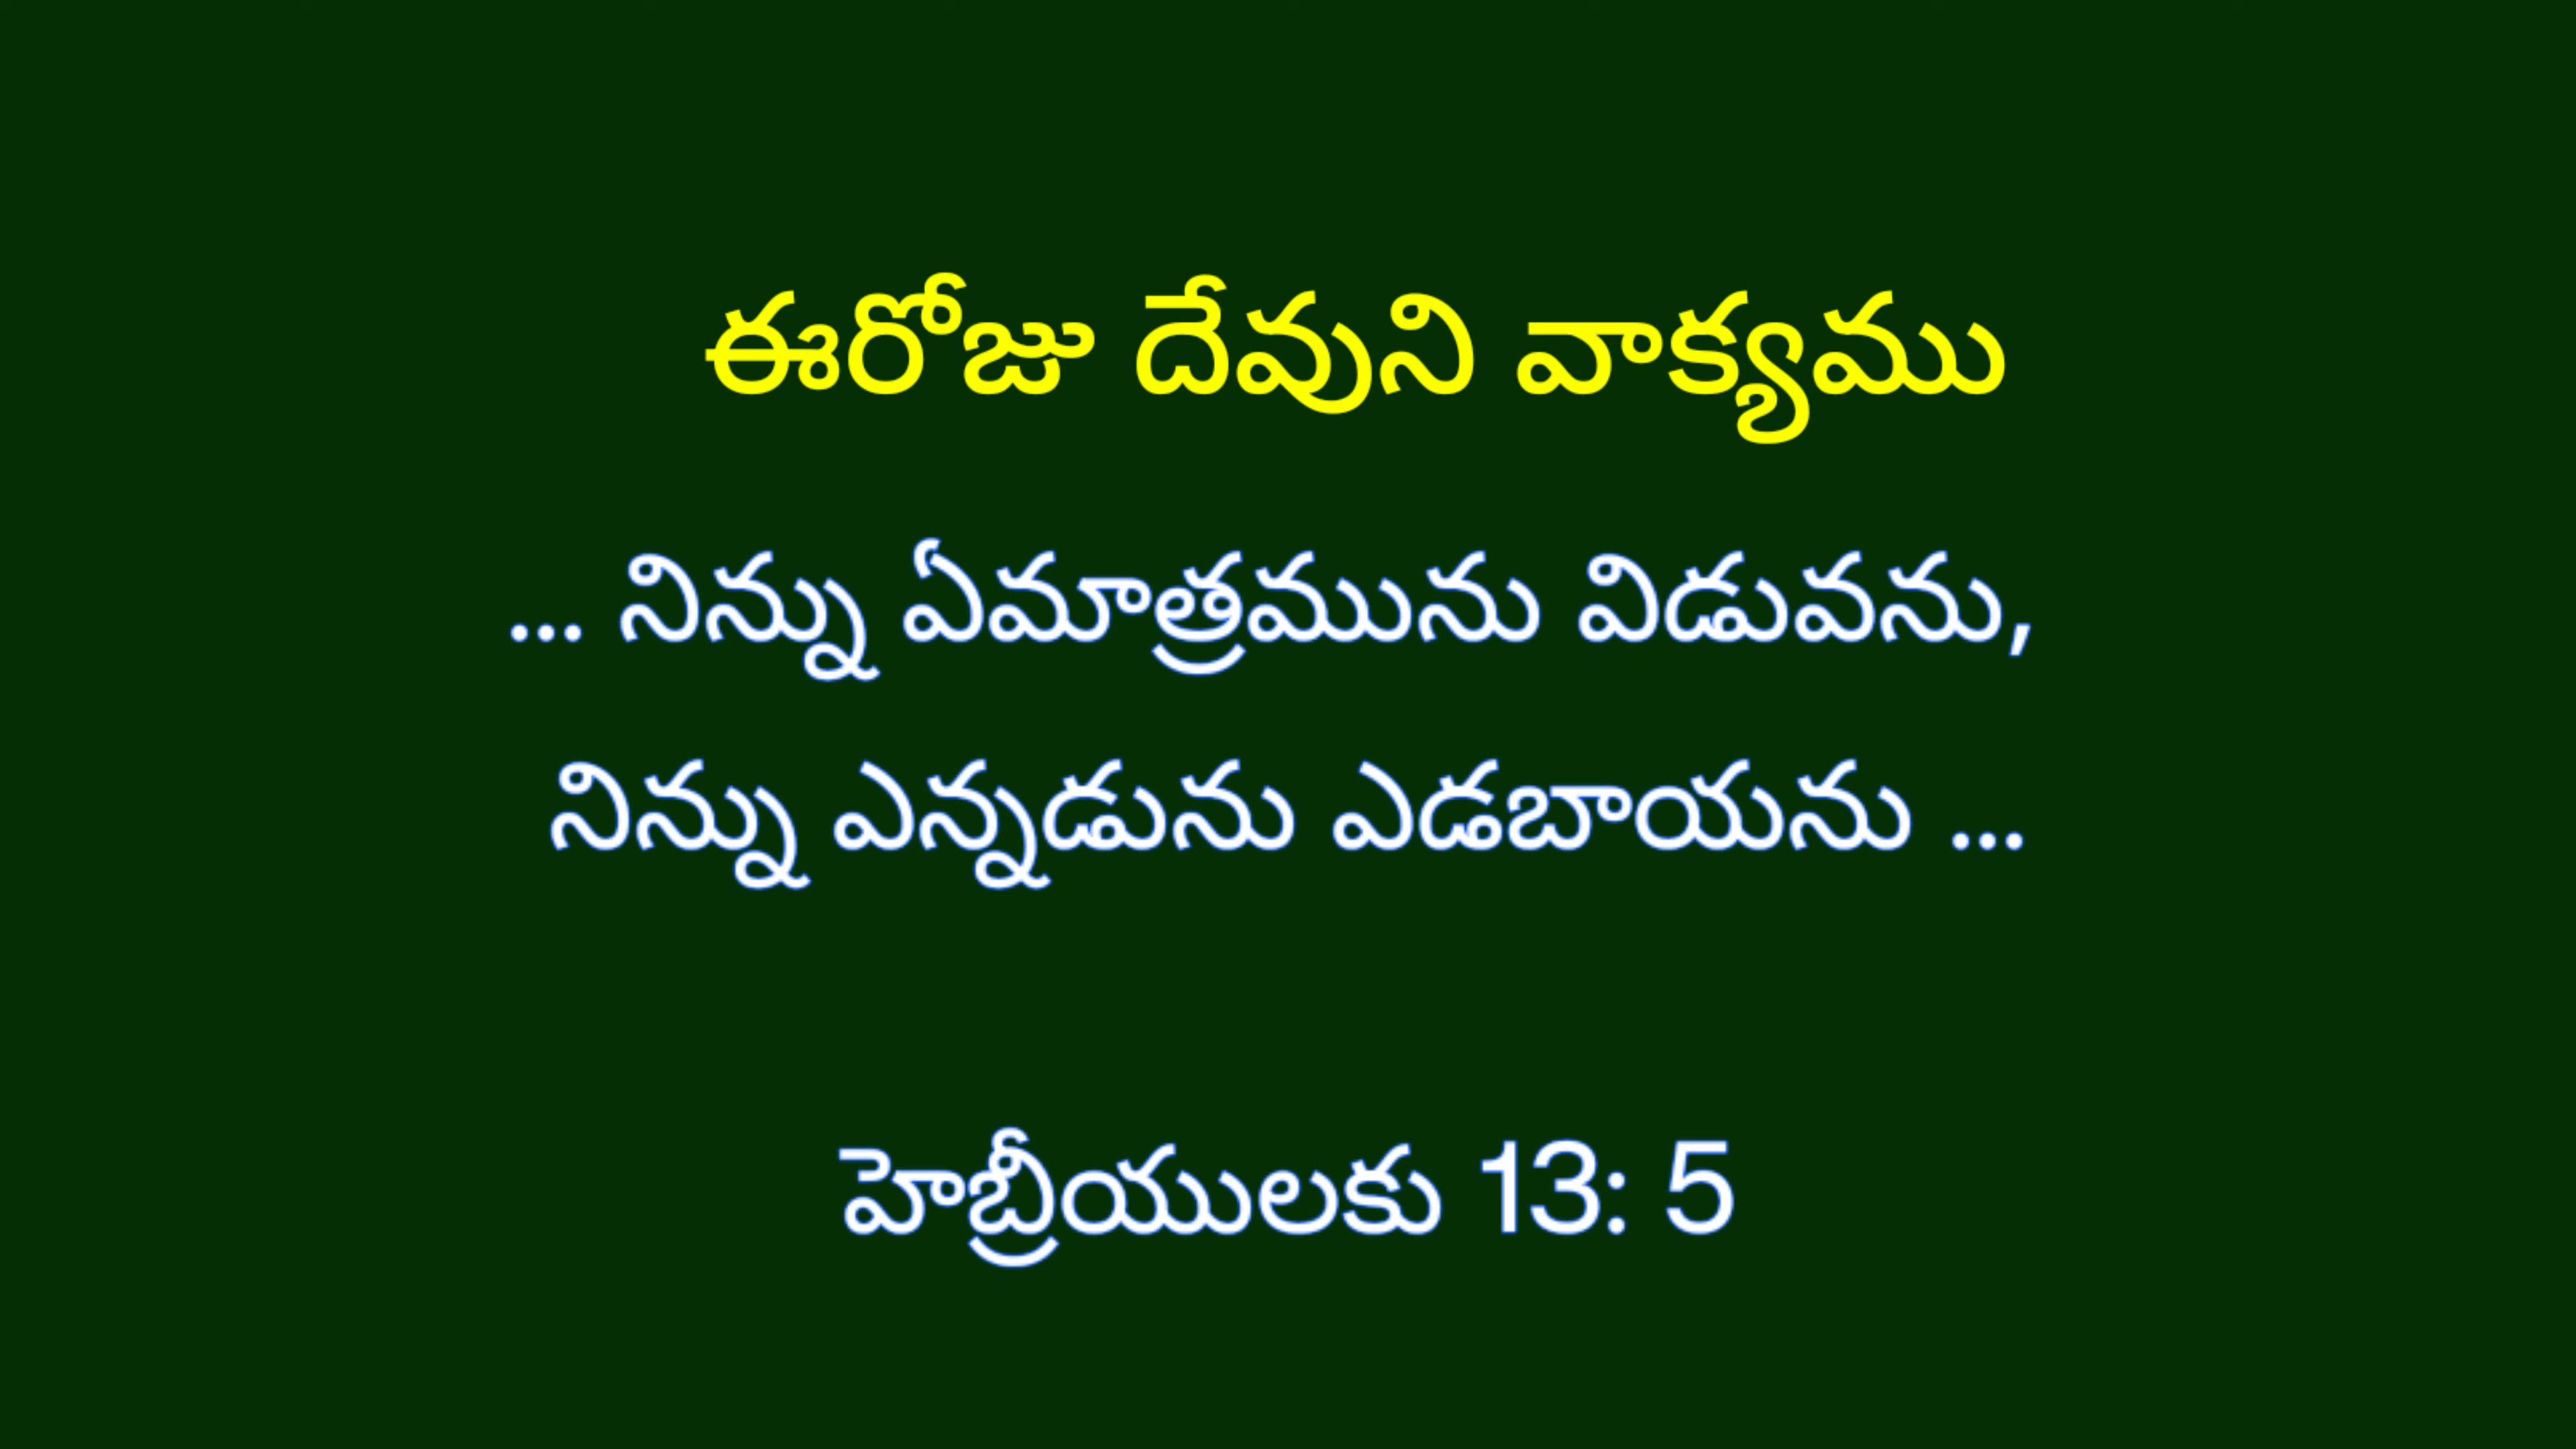 ఈరోజు దేవుని వాక్యము
... నిన్ను ఏమాత్రమును విడువను,
నిన్ను ఎన్నడును ఎడబాయను ...
హెబ్రీయులకు 13: 5